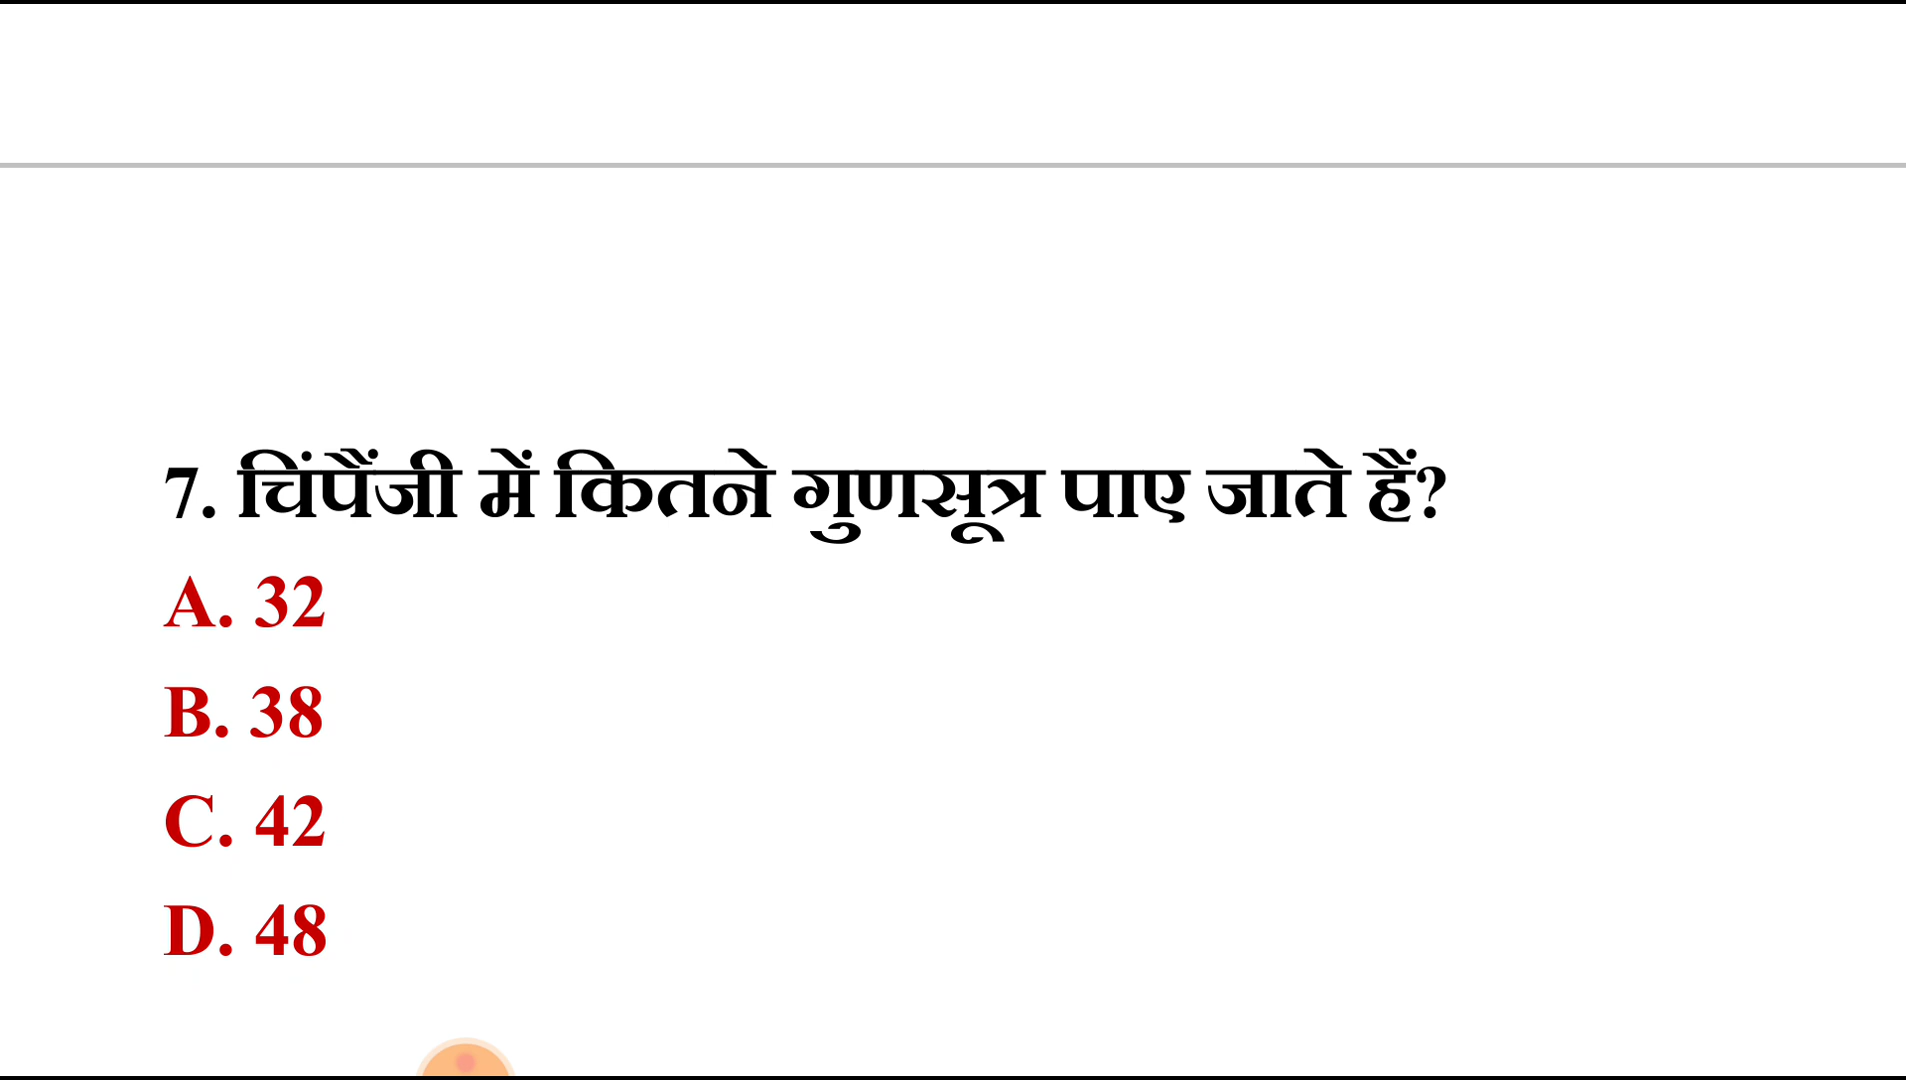 7. चिंपैंजी में कितने गुणसूत्र पाए जाते हैं?
A. 32
B. 38
C. 42
D. 48